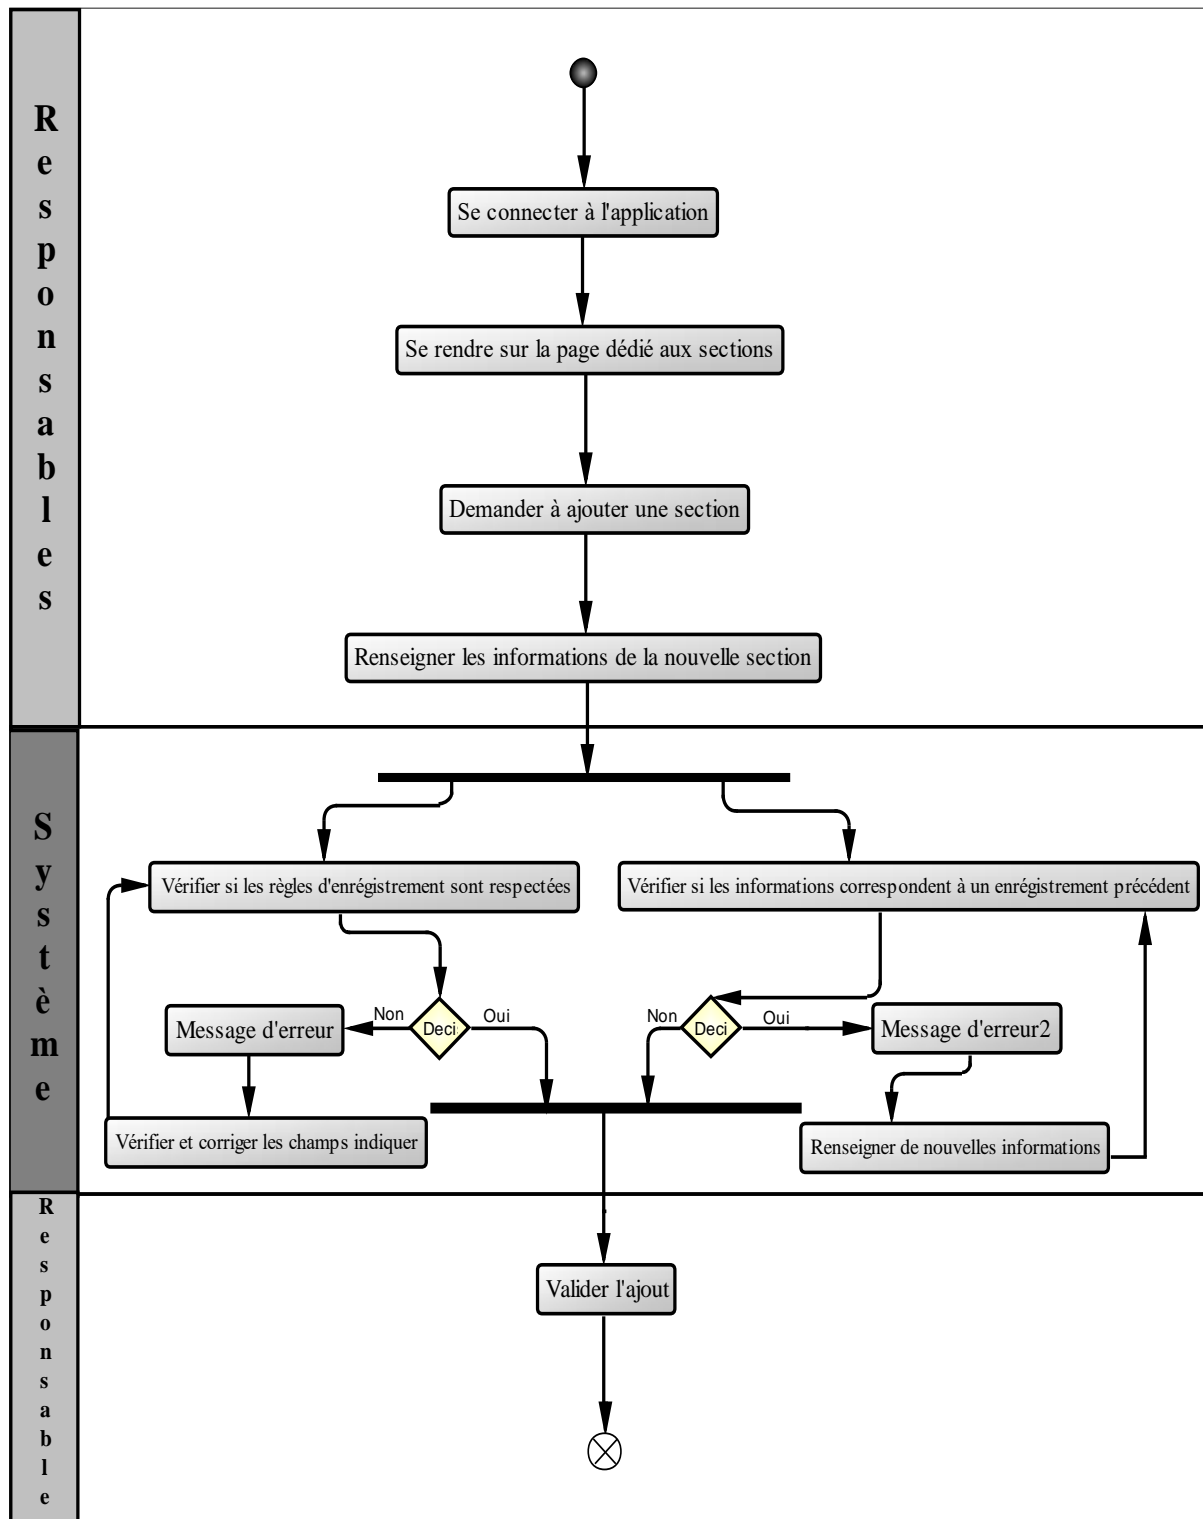 Responsables
Se connecter à l'application
Se rendre sur la page dédié aux sections
Demander à ajouter une section
Renseigner les informations de la nouvelle section
Système
Vérifier si les règles d'enrégistrement sont respectées
Vérifier si les informations correspondent à un enrégistrement précédent
Non
Deci
Oui
Message d'erreur
Non
Deci
Oui
Message d'erreur2
Vérifier et corriger les champs indiquer
Renseigner de nouvelles informations
Responsable
Valider l'ajout